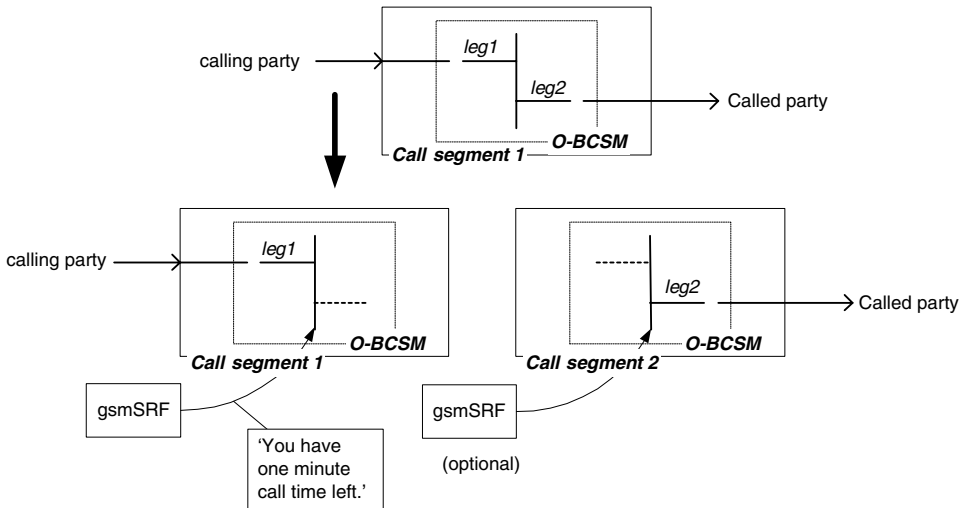 calling party
leg1
leg2
Called party
O-BCSM
Call segment 1
calling party
leg1
O-BCSM
Call segment 1
leg2
Called party
O-BCSM
Call segment 2
gsmSRF
'You have
one minute
call time left.'
gsmSRF
(optional)